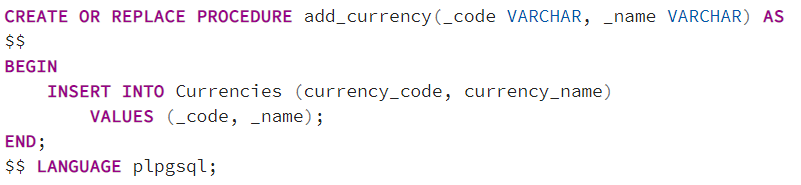 CREATE OR REPLACE PROCEDURE add_currency(_code VARCHAR, _name VARCHAR) AS
$$
BEGIN
    INSERT INTO Currencies (currency_code, currency_name)
        VALUES (_code, _name);
END;
$$ LANGUAGE plpgsql;